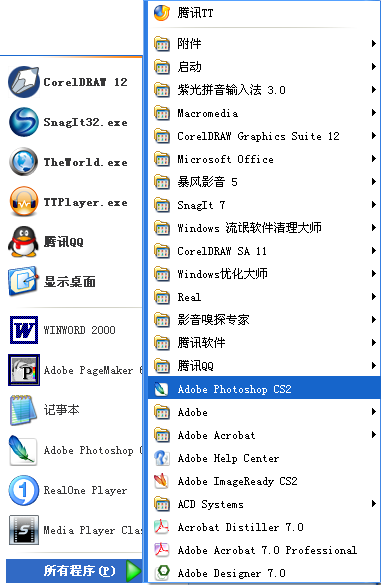 CorelDRAW 12
SnagIt32.exe
TheWorld.exe
TTPlayer.exe
腾讯QQ
显示桌面
WINWORD 2000
Adobe PageMaker 6
记事本
Adobe Photoshop C
RealOne Player
Media Player Clas
所有程序(P)
腾讯TT
附件
启动
紫光拼音输入法 3.0
Macromedia
CorelDRAW Graphics Suite 12
Microsoft Office
暴风影音 5
SnagIt 7
Windows 流氓软件清理大师
CorelDRAW SA 11
Windows优化大师
Real
影音嗅探专家
腾讯软件
腾讯QQ
Adobe Photoshop CS2
Adobe
Adobe Acrobat
Adobe Help Center
Adobe ImageReady CS2
ACD Systems
Acrobat Distiller 7.0
Adobe Acrobat 7.0 Professional
Adobe Designer 7.0